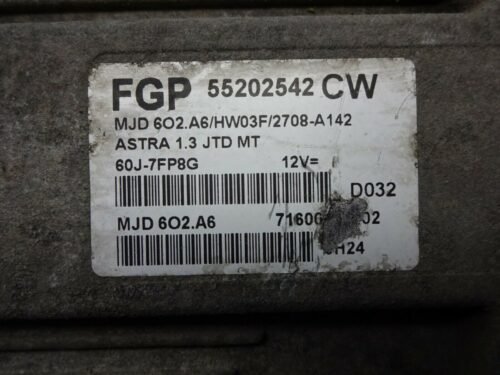 FGP 55202542 CW
MJD 6O2.A6/HW03F/2708-A142
ASTRA 1.3 JTD MT
60J-7FP8G 12V=
D032
MJD 6O2.A6